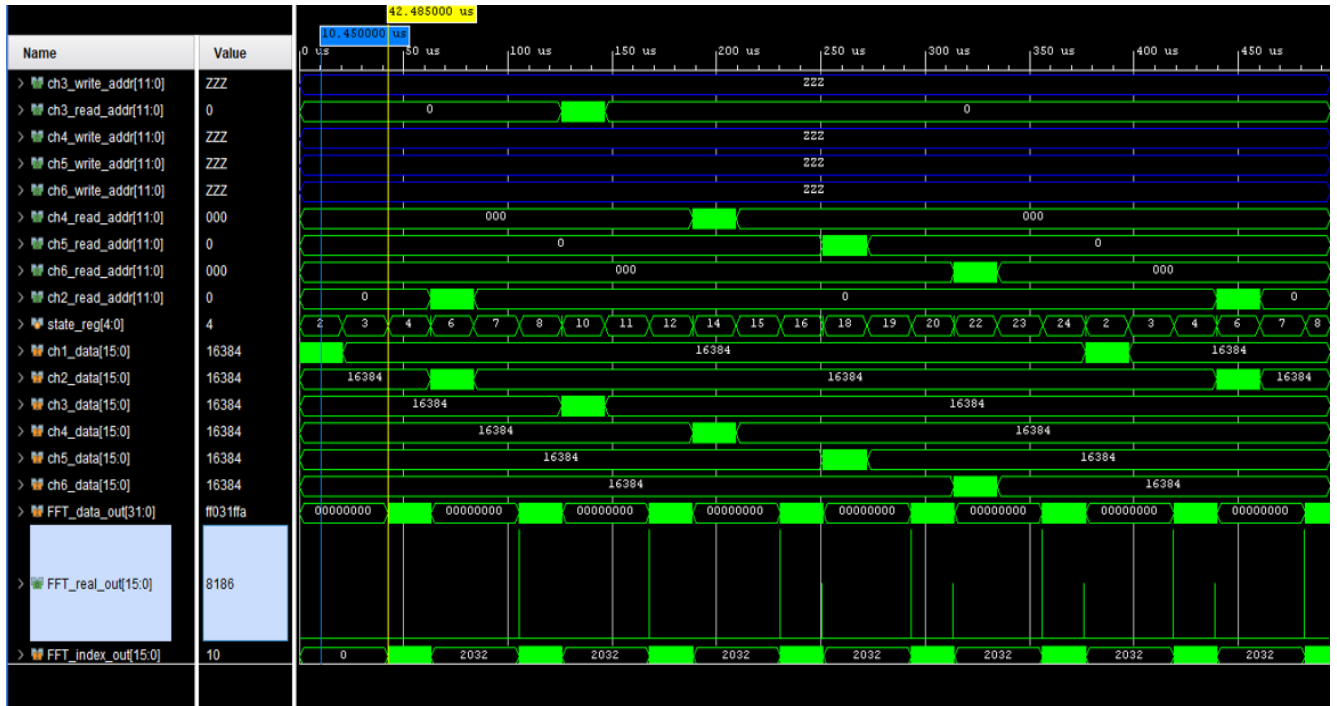 42.485000 us
10.450000 us
Name Value 0 us 50 us 100 us 150 us 200 us 250 us 300 us 350 us 400 us 450 us
ch3_write_addr[11:0] ZZZ ZZZ
ch3_read_addr[11:0] 0 0 0
ch4_write_addr[11:0] ZZZ ZZZ
ch5_write_addr[11:0] ZZZ ZZZ
ch6_write_addr[11:0] ZZZ ZZZ
ch4_read_addr[11:0] 000 000 000
ch5_read_addr[11:0] 0 0 0
ch6_read_addr[11:0] 000 000 000
ch2_read_addr[11:0] 0 0 0 0
state_reg[4:0] 4 2 3 4 6 7 8 10 11 12 14 15 16 18 19 20 22 23 24 2 3 4 6 7 8
ch1_data[15:0] 16384 16384 16384
ch2_data[15:0] 16384 16384 16384 16384
ch3_data[15:0] 16384 16384 16384
ch4_data[15:0] 16384 16384 16384
ch5_data[15:0] 16384 16384 16384
ch6_data[15:0] 16384 16384 16384
FFT_data_out[31:0] ff031ffa 00000000 00000000 00000000 00000000 00000000 00000000 00000000 00000000
FFT_real_out[15:0] 8186
FFT_index_out[15:0] 10 0 2032 2032 2032 2032 2032 2032 2032